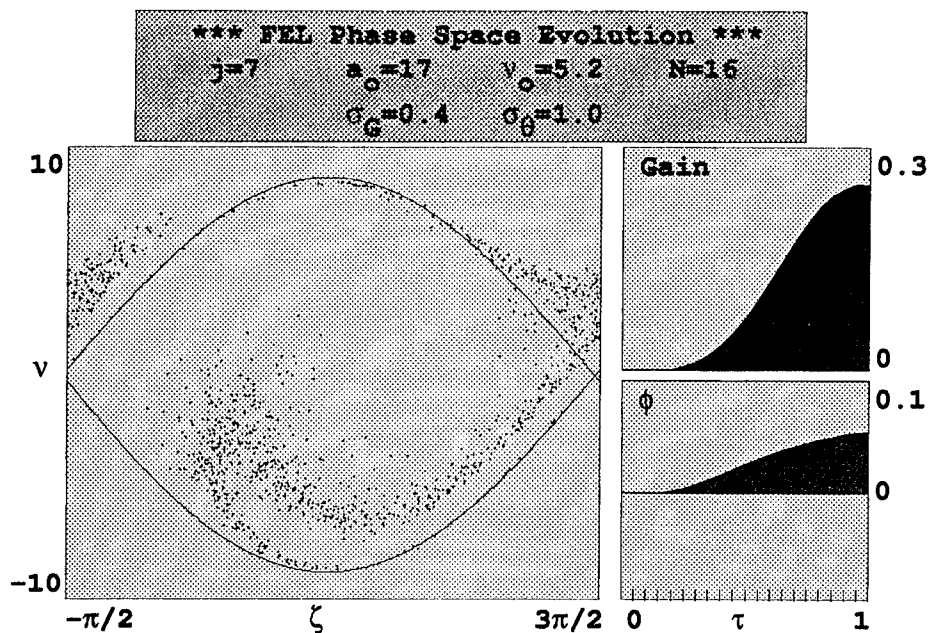 *** FEL Phase Space Evolution ***
j=7 a₀=17 ν₀=5.2 N=16
σG=0.4 σθ=1.0
10
ν
-10
-π/2 ζ 3π/2
Gain 0.3
0
ϕ 0.1
0
0 τ 1